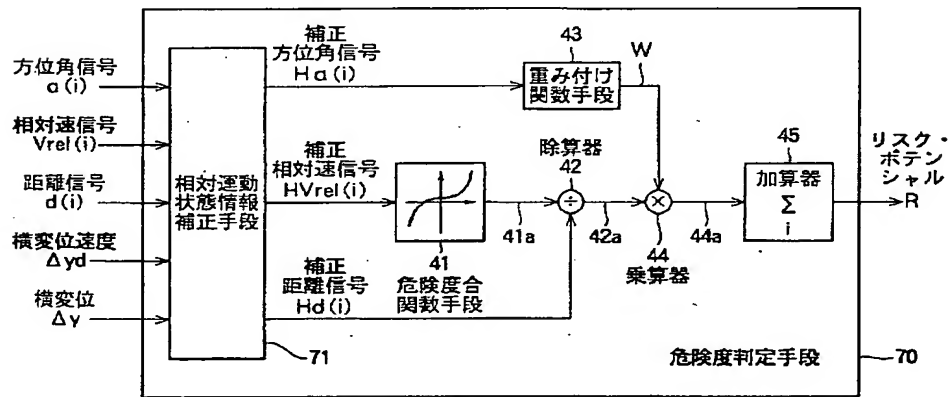 方位角信号
a(i)
相対速信号
Vrel(i)
距離信号
d(i)
横変位速度
Δyd
横変位
Δy
相対運動
状態情報
補正手段
71
補正
方位角信号
Ha(i)
補正
相対速信号
HVrel(i)
補正
距離信号
Hd(i)
41
危険度合
関数手段
41a
43
重み付け
関数手段
W
除算器
42
÷
42a
×
44
乗算器
44a
45
加算器
Σ
i
リスク・
ポテン
シャル
R
危険度判定手段
70